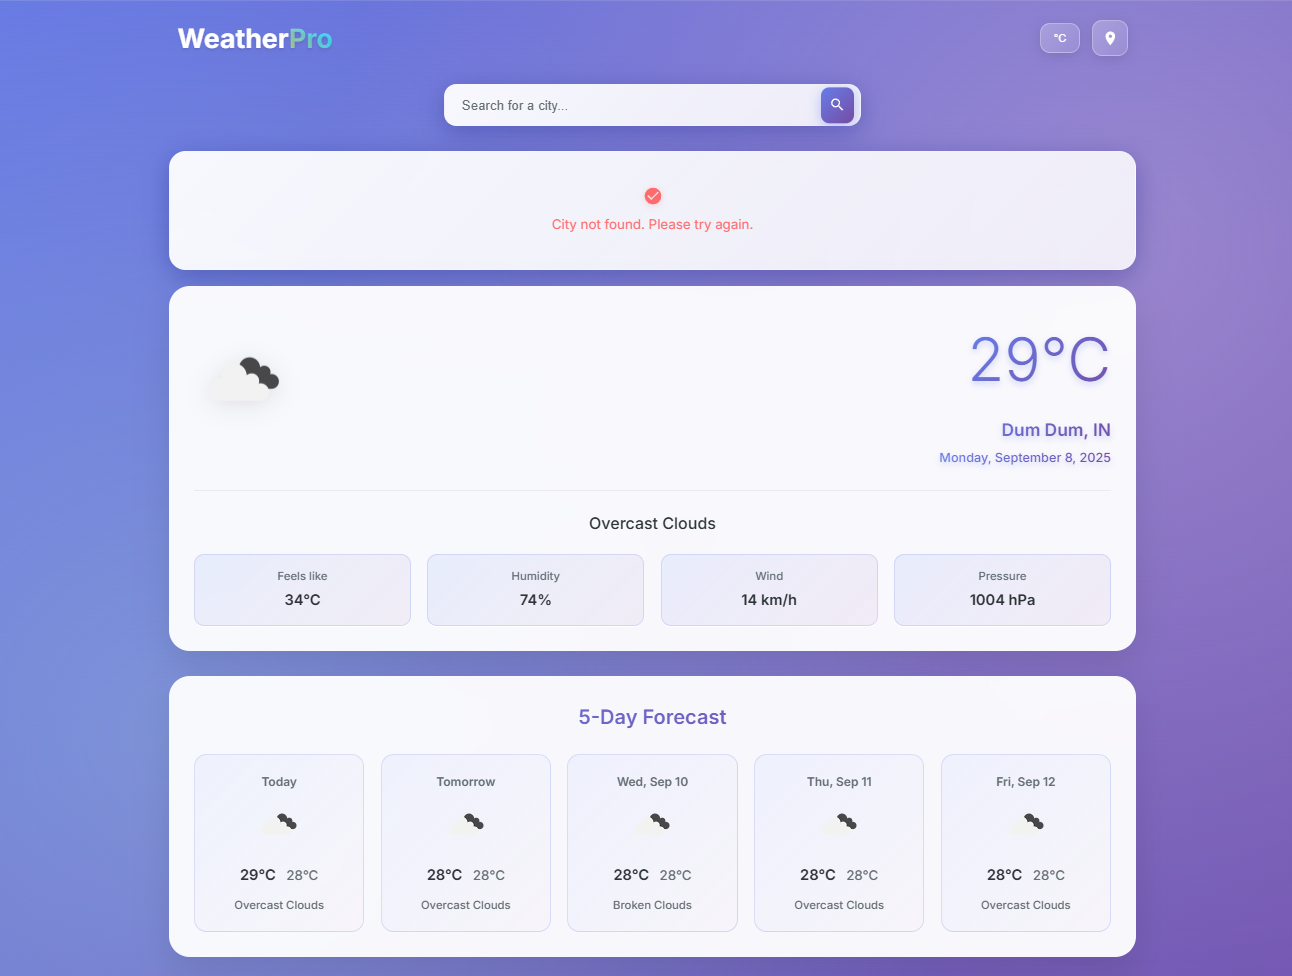 WeatherPro
°C
Search for a city...
City not found. Please try again.
29°C
Dum Dum, IN
Monday, September 8, 2025
Overcast Clouds
Feels like
34°C
Humidity
74%
Wind
14 km/h
Pressure
1004 hPa
5-Day Forecast
Today
29°C 28°C
Overcast Clouds
Tomorrow
28°C 28°C
Overcast Clouds
Wed, Sep 10
28°C 28°C
Broken Clouds
Thu, Sep 11
28°C 28°C
Overcast Clouds
Fri, Sep 12
28°C 28°C
Overcast Clouds